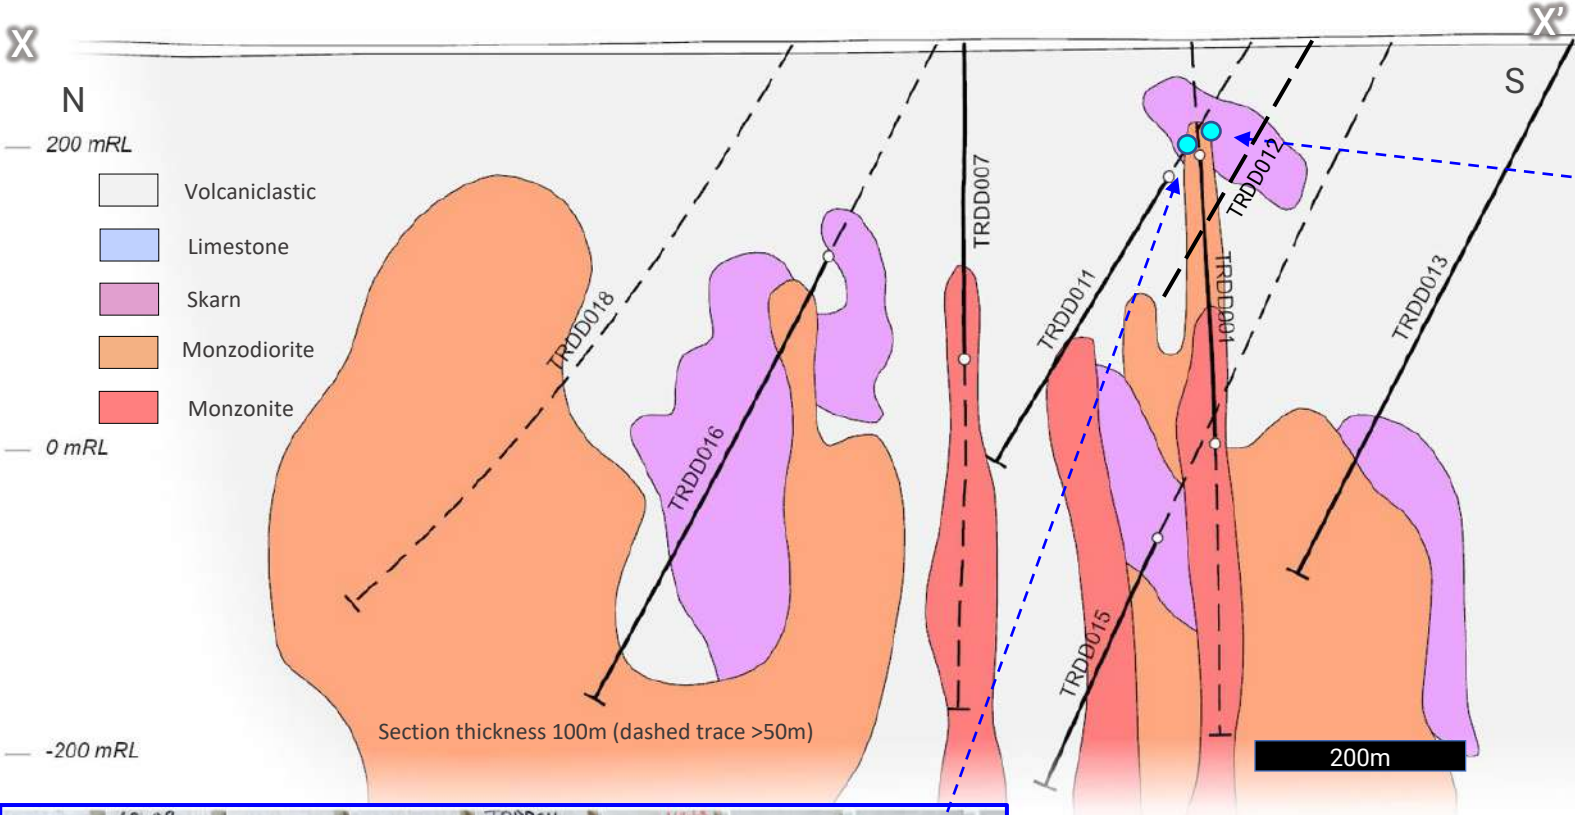 X
X'
N
S
200 mRL
Volcaniclastic
Limestone
Skarn
Monzodiorite
Monzonite
0 mRL
-200 mRL
TRDD018
TRDD016
TRDD007
TRDD011
TRDD012
TRDD001
TRDD015
TRDD013
Section thickness 100m (dashed trace >50m)
200m